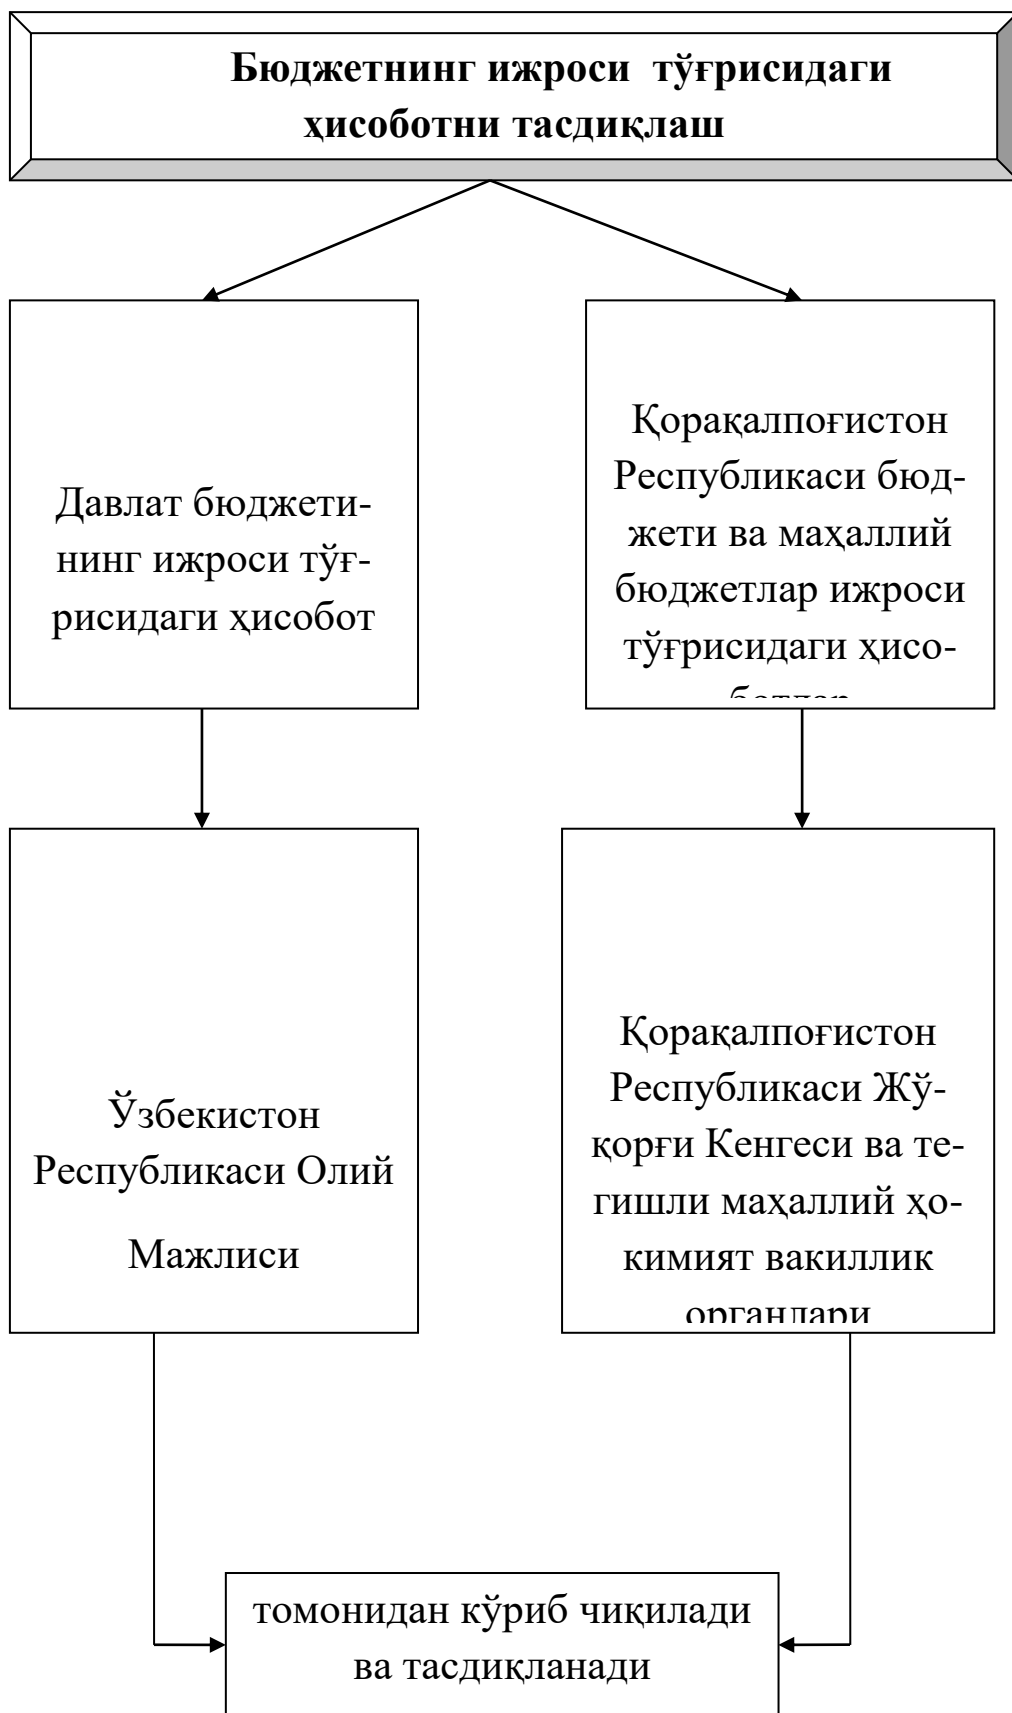 Бюджетнинг ижроси тўғрисидаги
ҳисоботни тасдиқлаш
Давлат бюджети-
нинг ижроси тўғ-
рисидаги ҳисобот
Қорақалпоғистон
Республикаси бюд-
жети ва маҳаллий
бюджетлар ижроси
тўғрисидаги ҳисо-
ботлар
Ўзбекистон
Республикаси Олий
Мажлиси
Қорақалпоғистон
Республикаси Жў-
қорғи Кенгеси ва те-
гишли маҳаллий ҳо-
кимият вакиллик
органлари
томонидан кўриб чиқилади
ва тасдиқланади